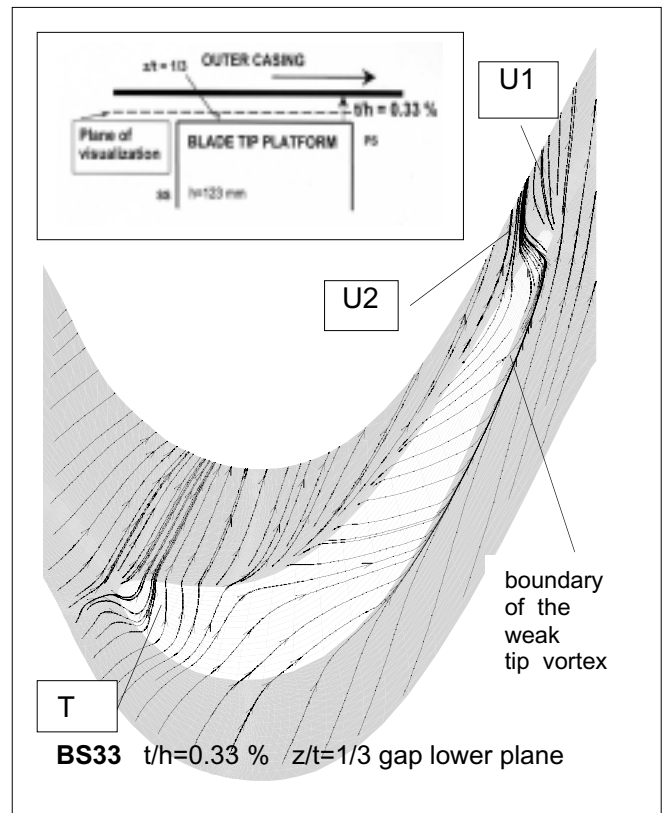 OUTER CASING
z/t = 1/3
t/h = 0.33 %
Plane of
visualization
BLADE TIP PLATFORM
PS
SS
h=123 mm
U1
U2
boundary
of the
weak
tip vortex
T
BS33 t/h=0.33 % z/t=1/3 gap lower plane